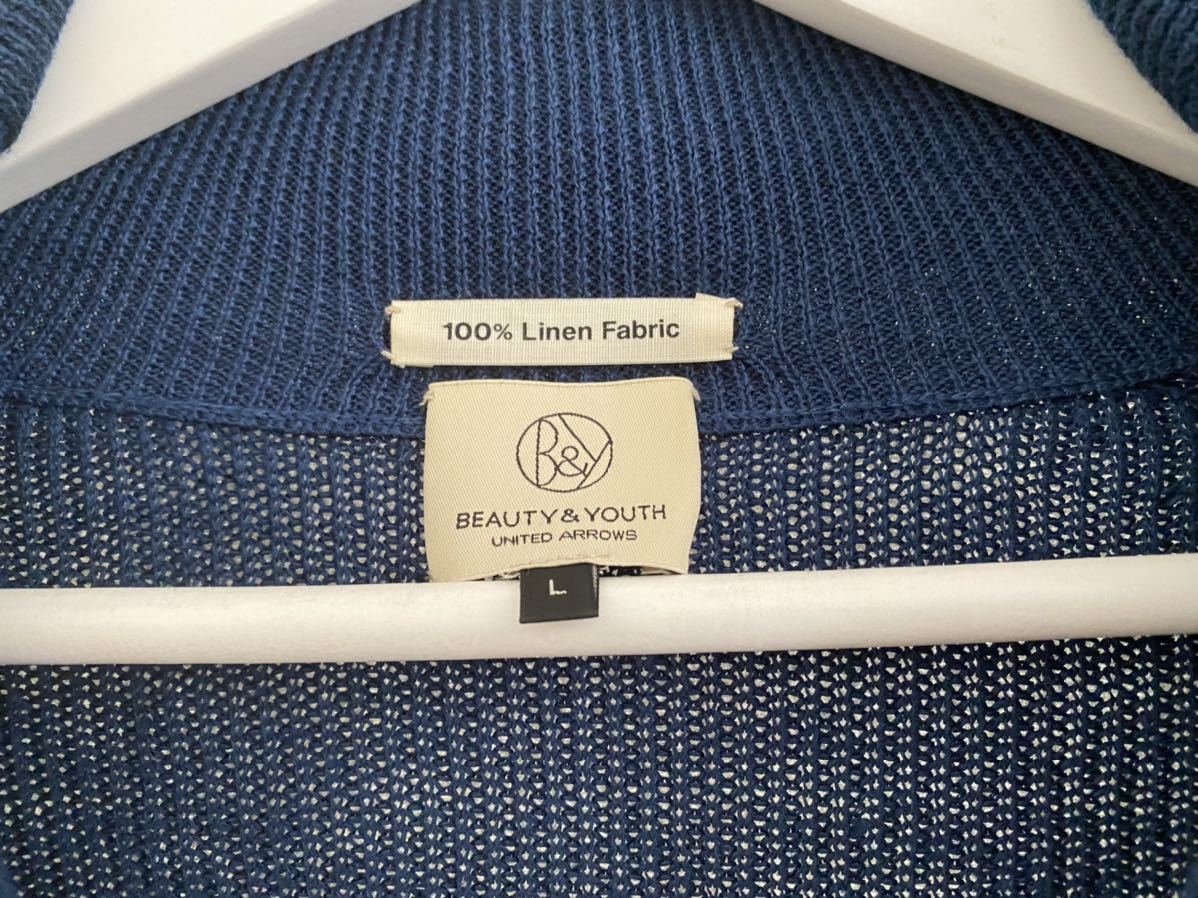 100% Linen Fabric
B&Y
BEAUTY & YOUTH
UNITED ARROWS
L